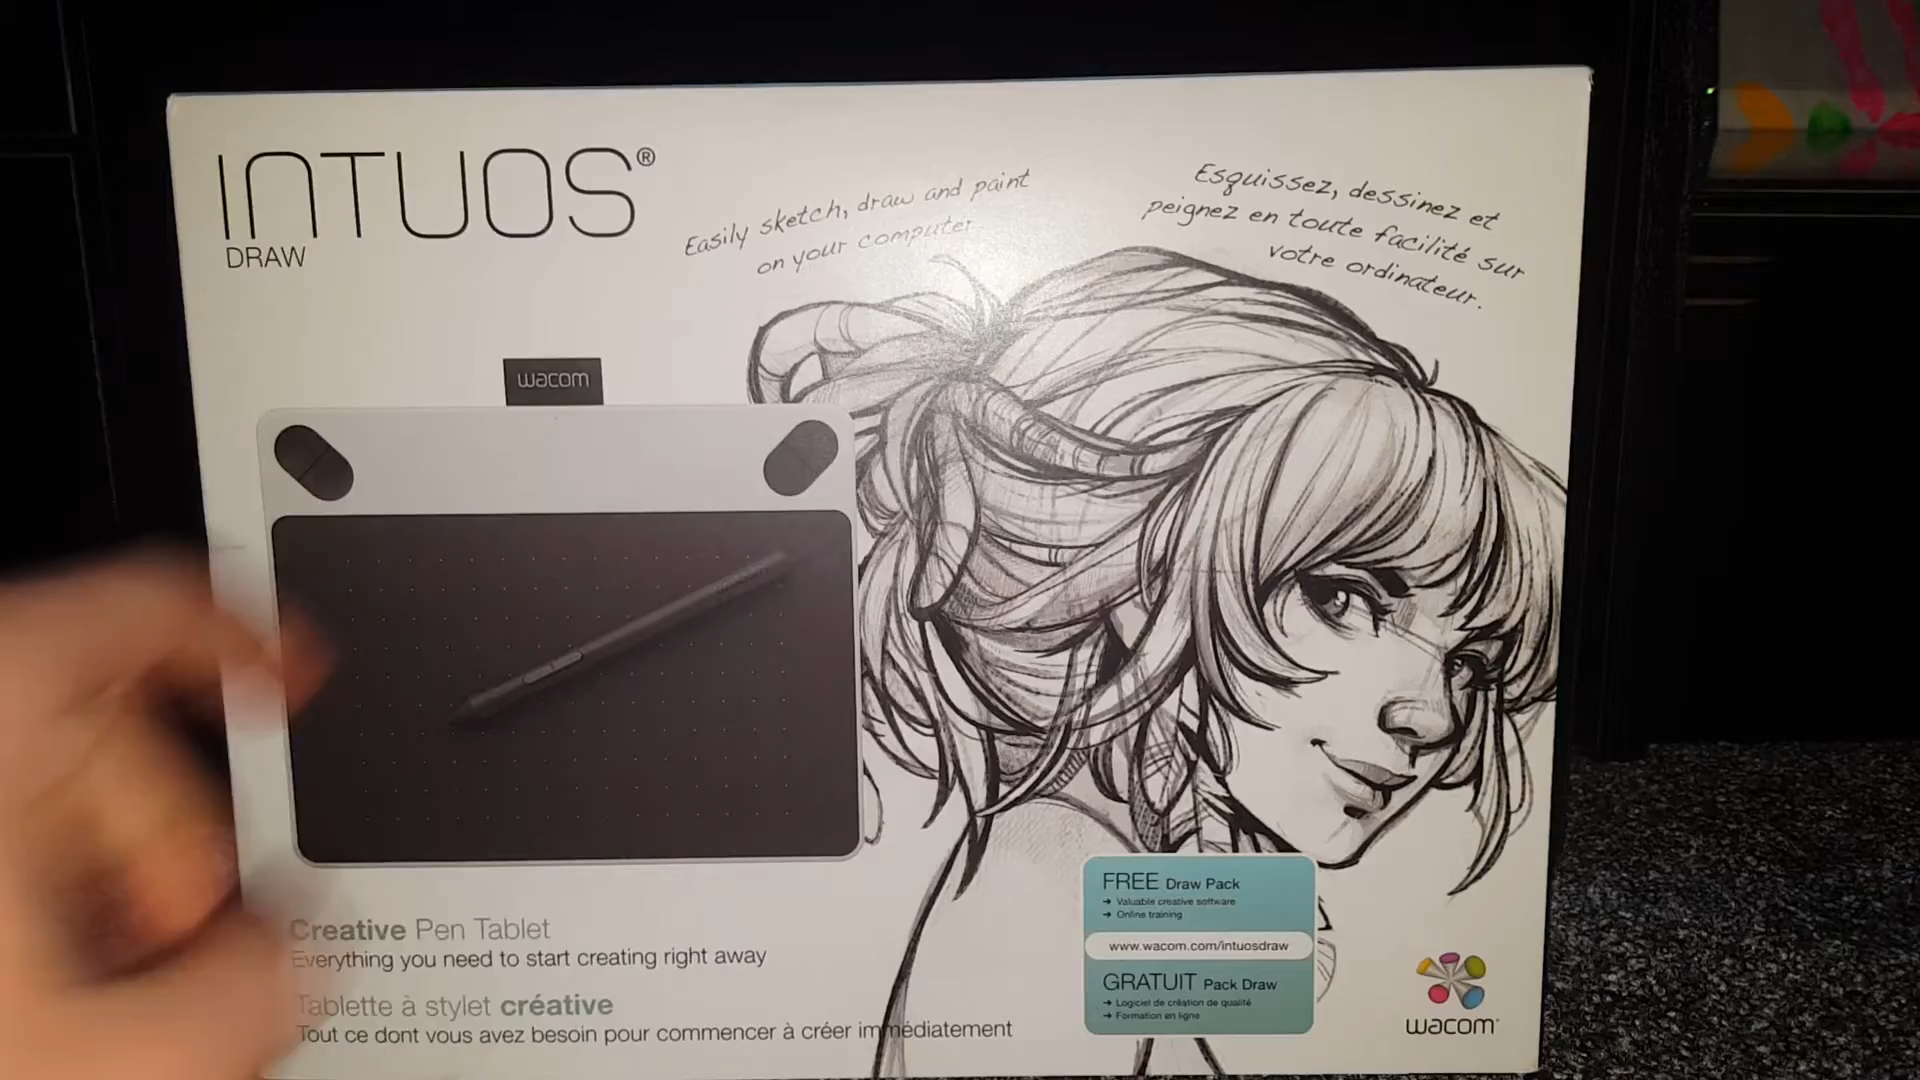 INTUOS®
DRAW
Easily sketch, draw and paint
on your computer.
Esquissez, dessinez et
peignez en toute facilité sur
votre ordinateur.
wacom
Creative Pen Tablet
Everything you need to start creating right away
Tablette à stylet créative
Tout ce dont vous avez besoin pour commencer à créer immédiatement
FREE Draw Pack
→ Valuable creative software
→ Online training
www.wacom.com/intuosdraw
GRATUIT Pack Draw
→ Logiciel de création de qualité
→ Formation en ligne
wacom